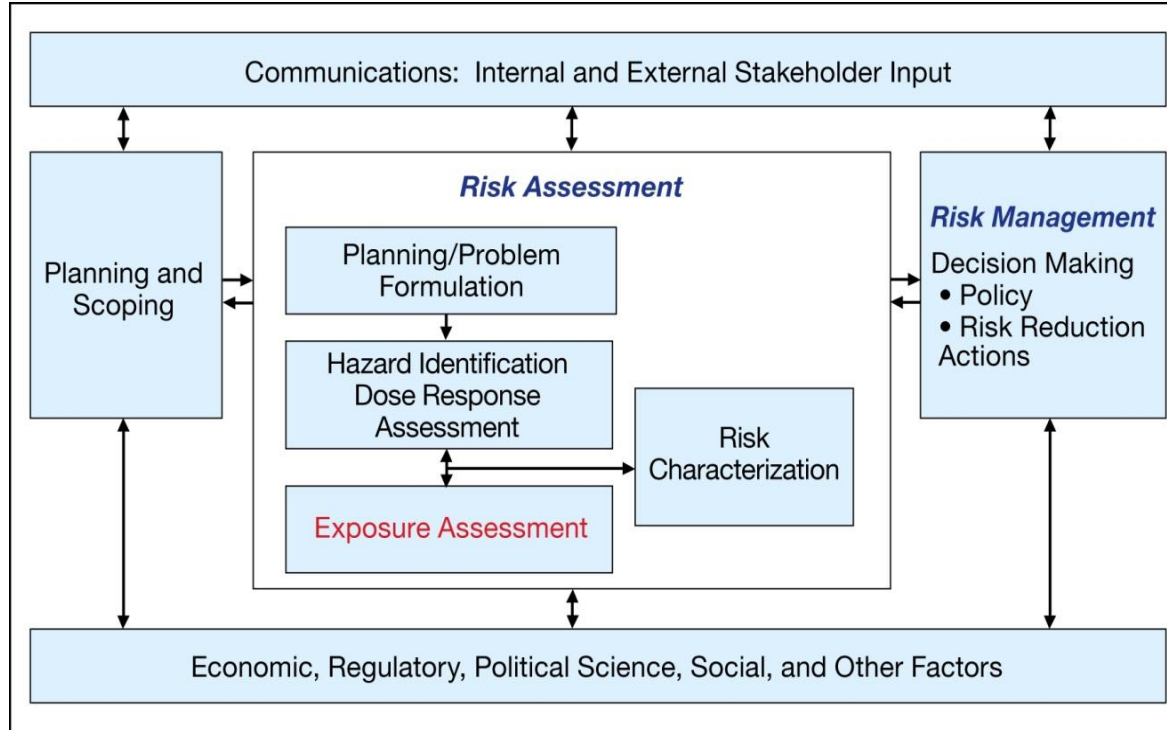 Communications: Internal and External Stakeholder Input
Planning and
Scoping
Risk Assessment
Planning/Problem
Formulation
Hazard Identification
Dose Response
Assessment
Exposure Assessment
Risk
Characterization
Risk Management
Decision Making
• Policy
• Risk Reduction
Actions
Economic, Regulatory, Political Science, Social, and Other Factors